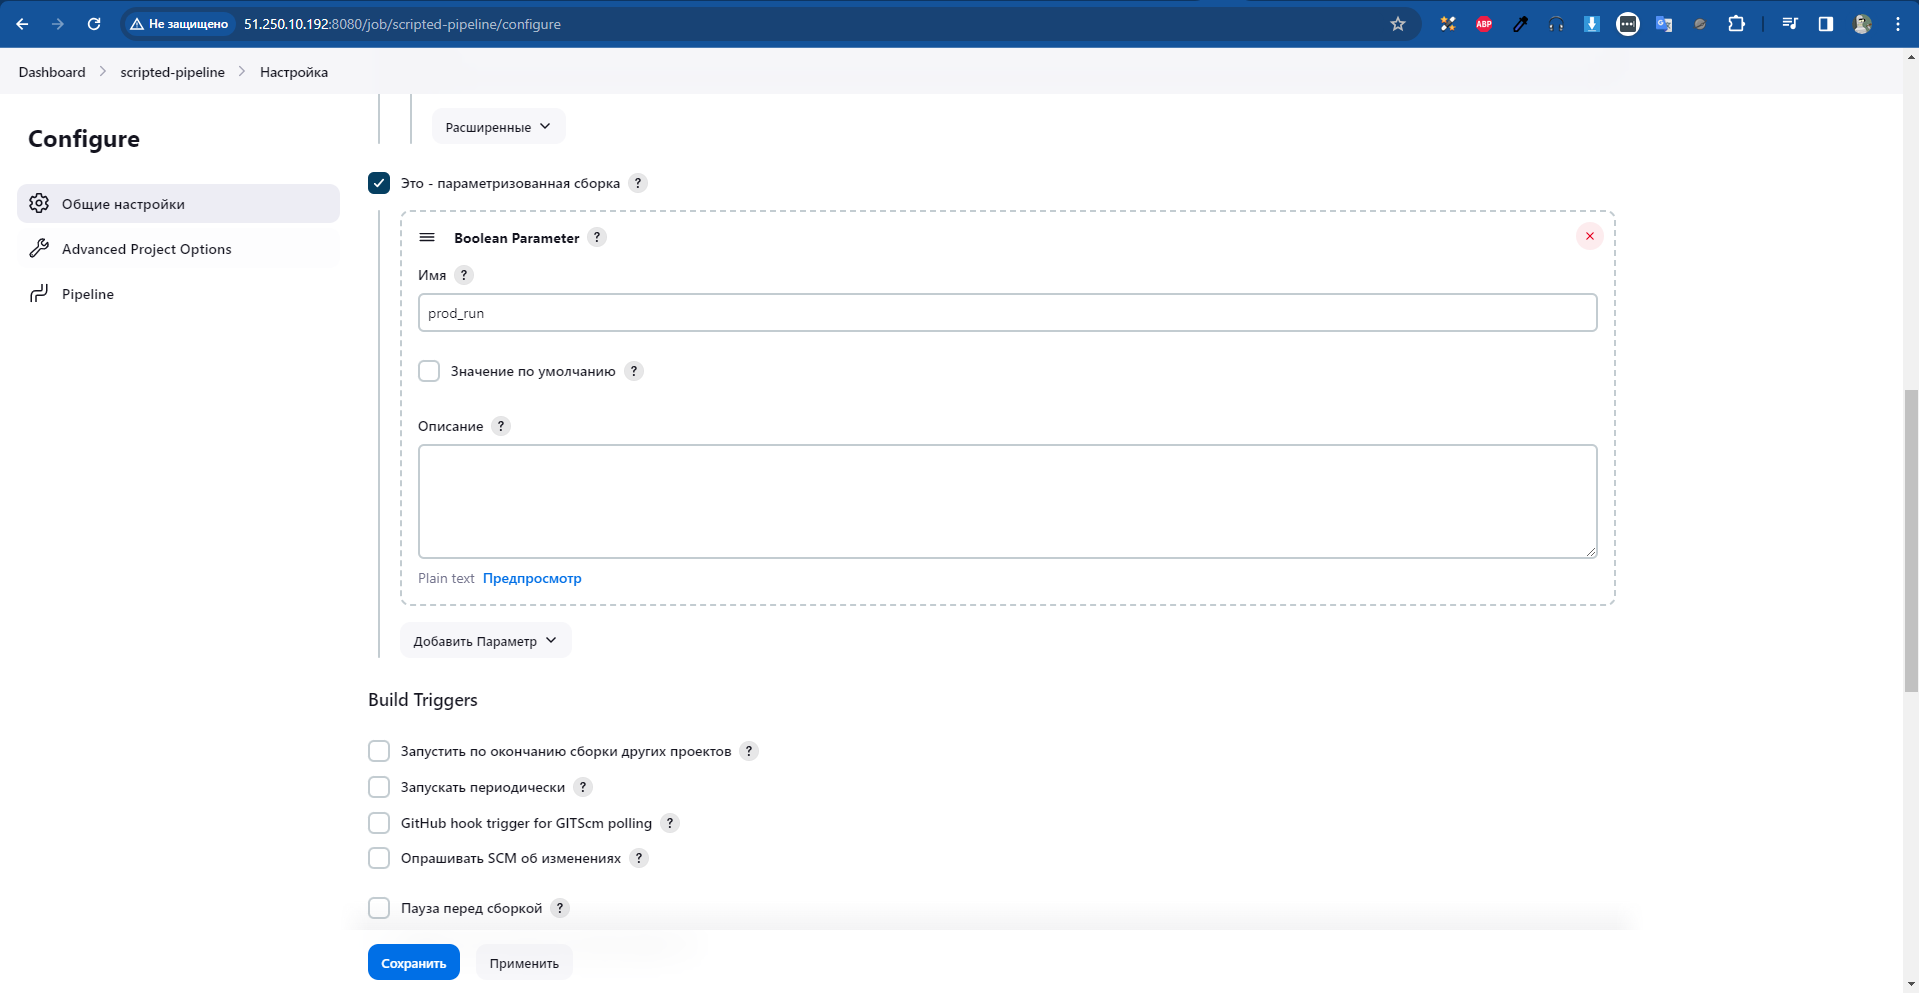 Не защищено 51.250.10.192:8080/job/scripted-pipeline/configure
ABP
Dashboard scripted-pipeline Настройка
Configure
Общие настройки
Advanced Project Options
Pipeline
Расширенные
Это - параметризованная сборка ?
Boolean Parameter ?
Имя ?
prod_run
Значение по умолчанию ?
Описание ?
Plain text Предпросмотр
Добавить Параметр
Build Triggers
Запустить по окончанию сборки других проектов ?
Запускать периодически ?
GitHub hook trigger for GITScm polling ?
Опрашивать SCM об изменениях ?
Пауза перед сборкой ?
Сохранить Применить